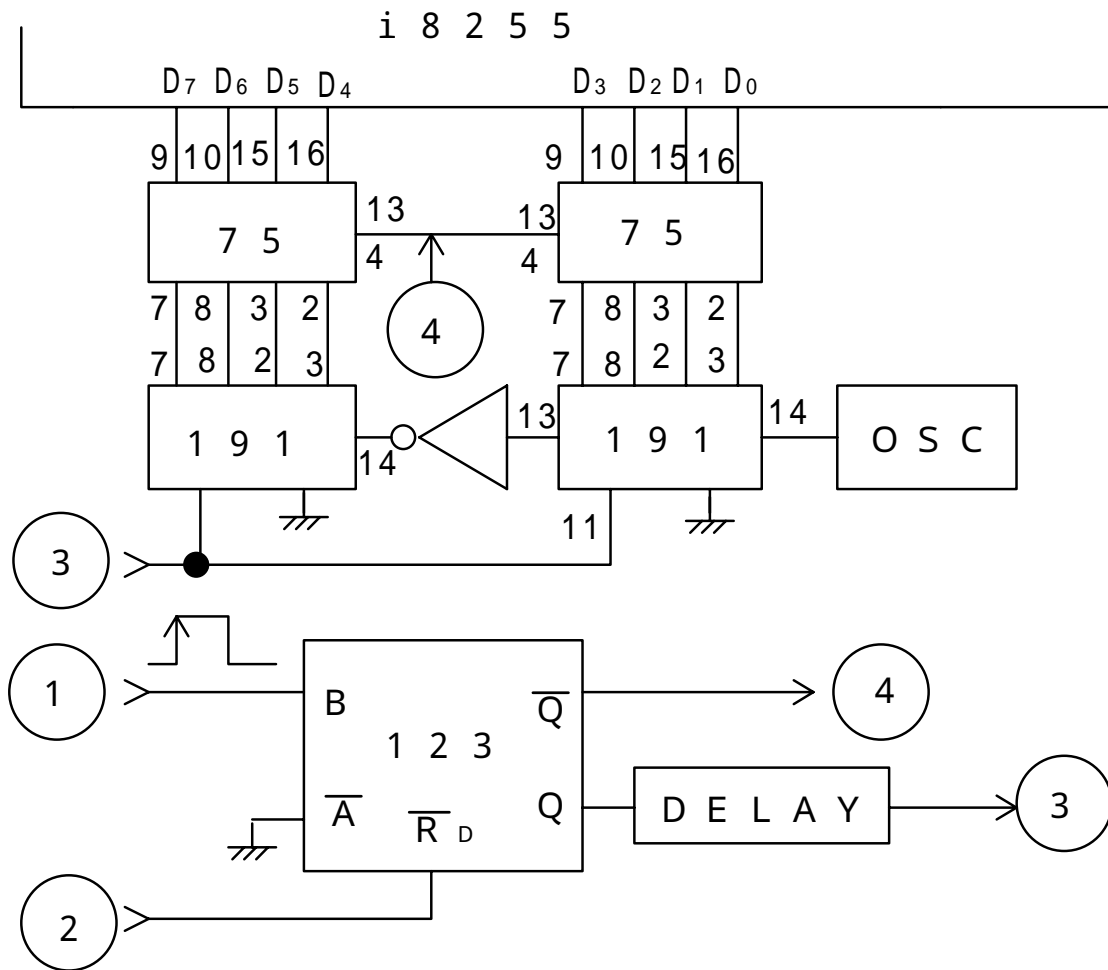 i 8 2 5 5
D7 D6 D5 D4 D3 D2 D1 D0
9 10 15 16 9 10 15 16
13 13
7 5 7 5
4 4
7 8 3 2 7 8 3 2
4
7 8 2 3 7 8 2 3
13 14
1 9 1 1 9 1 O S C
14
11
3
1 B Q 4
1 2 3
A R D Q D E L A Y 3
2